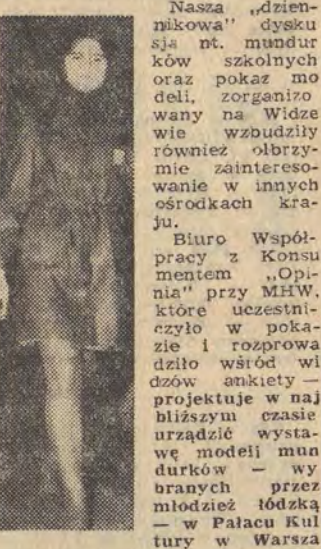 Nasza „dzien-
nikowa” dysku
sja nt. mundur
ków szkolnych
oraz pokaz mo
deli, zorganizo
wany na Widze
wie wzbudziły
również olbrzy-
mie zaintereso-
wanie w innych
ośrodkach kra-
ju.
Biuro Współ-
pracy z Konsu
mentem „Opi-
nia” przy MHW,
które uczestni-
czyło w poka-
zie i rozprowa
dziło wśród wi
dzów ankiety —
projektuje w naj
bliższym czasie
urządzić wysta-
wę modeli mun
durków — wy
branych przez
młodzież łódzką
— w Pałacu Kul
tury w Warsza